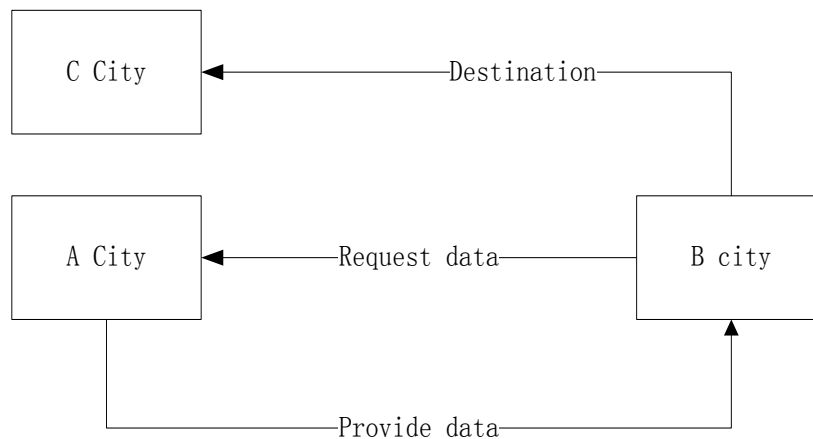 C City
Destination
A City
Request data
B city
Provide data